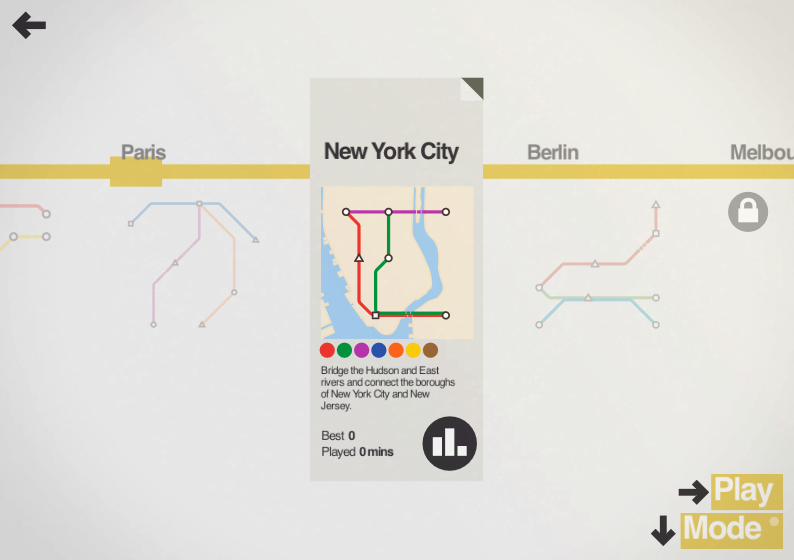 Paris
New York City
Berlin
Melbou
Bridge the Hudson and East
rivers and connect the boroughs
of New York City and New
Jersey.
Best 0
Played 0 mins
Play
Mode